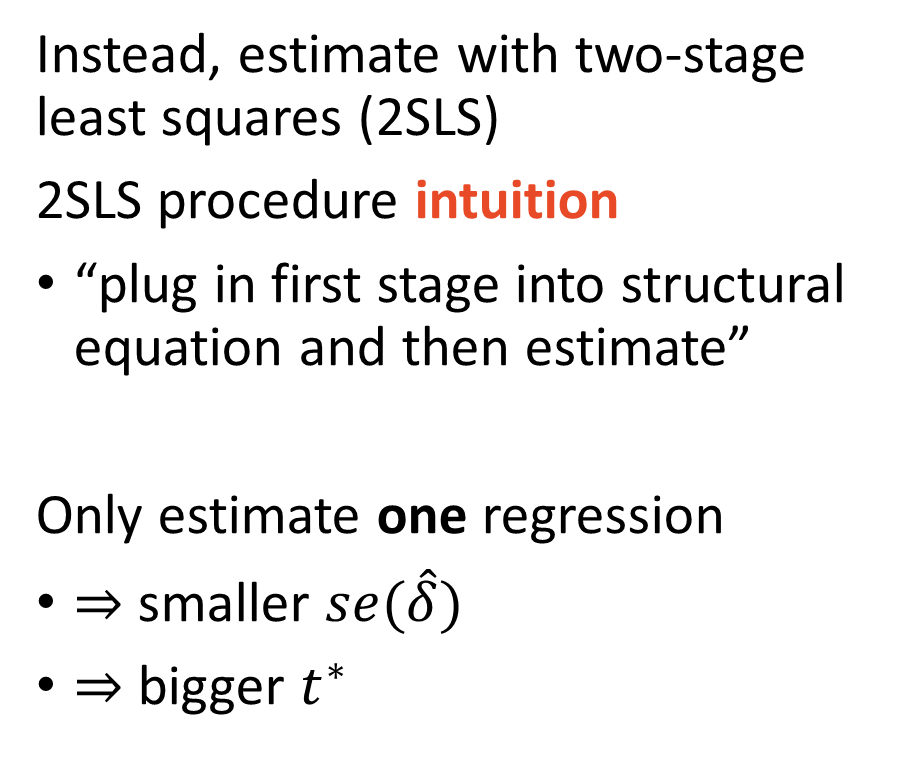 Instead, estimate with two-stage
least squares (2SLS)
2SLS procedure intuition
• “plug in first stage into structural
equation and then estimate”
Only estimate one regression
• ⇒ smaller 𝑠𝑒(𝛿̂)
• ⇒ bigger 𝑡*